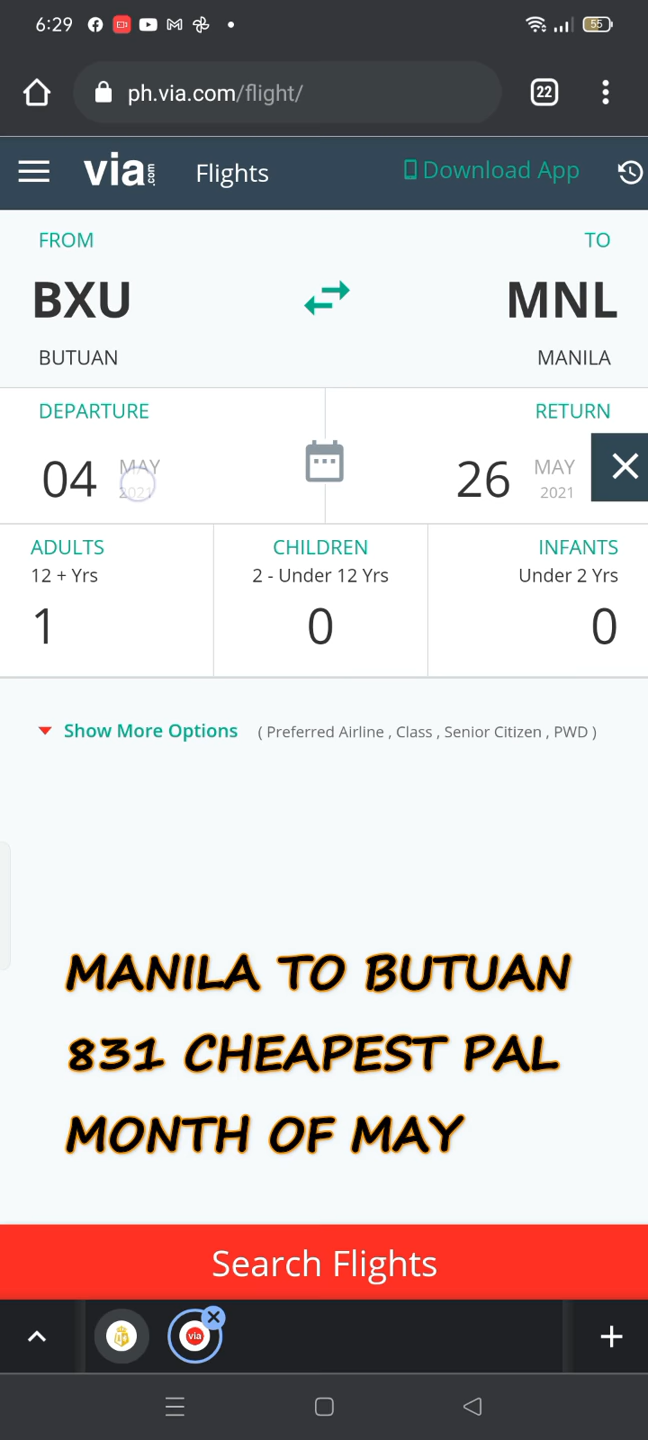 6:29
55
ph.via.com/flight/
22
via.com Flights Download App
FROM TO
BXU MNL
BUTUAN MANILA
DEPARTURE RETURN
04 MAY 2021 26 MAY 2021
ADULTS CHILDREN INFANTS
12 + Yrs 2 - Under 12 Yrs Under 2 Yrs
1 0 0
Show More Options ( Preferred Airline , Class , Senior Citizen , PWD )
MANILA TO BUTUAN
831 CHEAPEST PAL
MONTH OF MAY
Search Flights
via